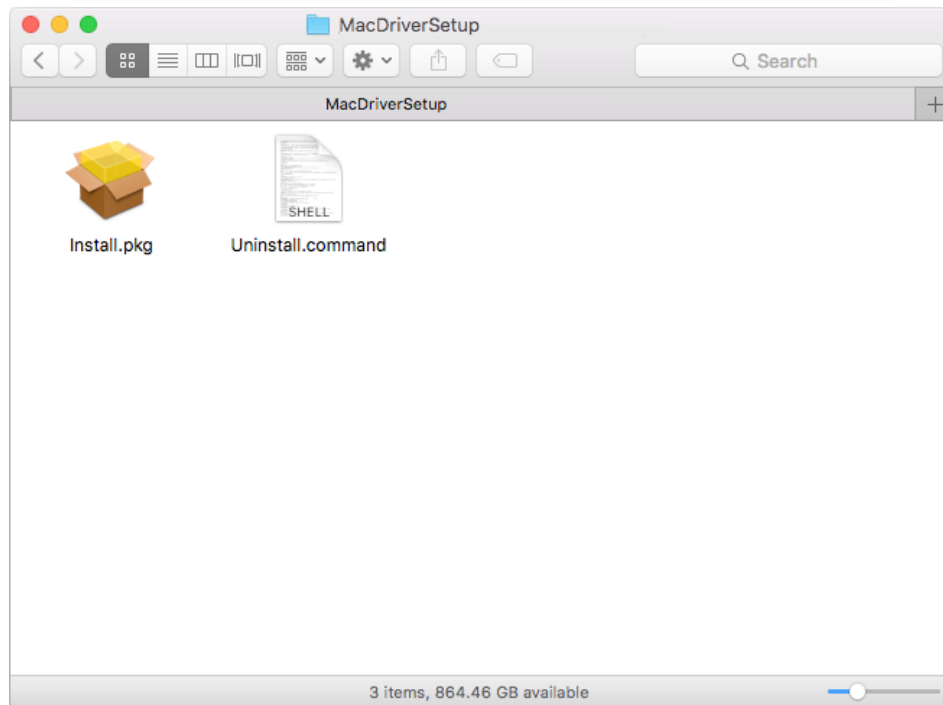 MacDriverSetup
Search
MacDriverSetup
SHELL
Install.pkg
Uninstall.command
3 items, 864.46 GB available